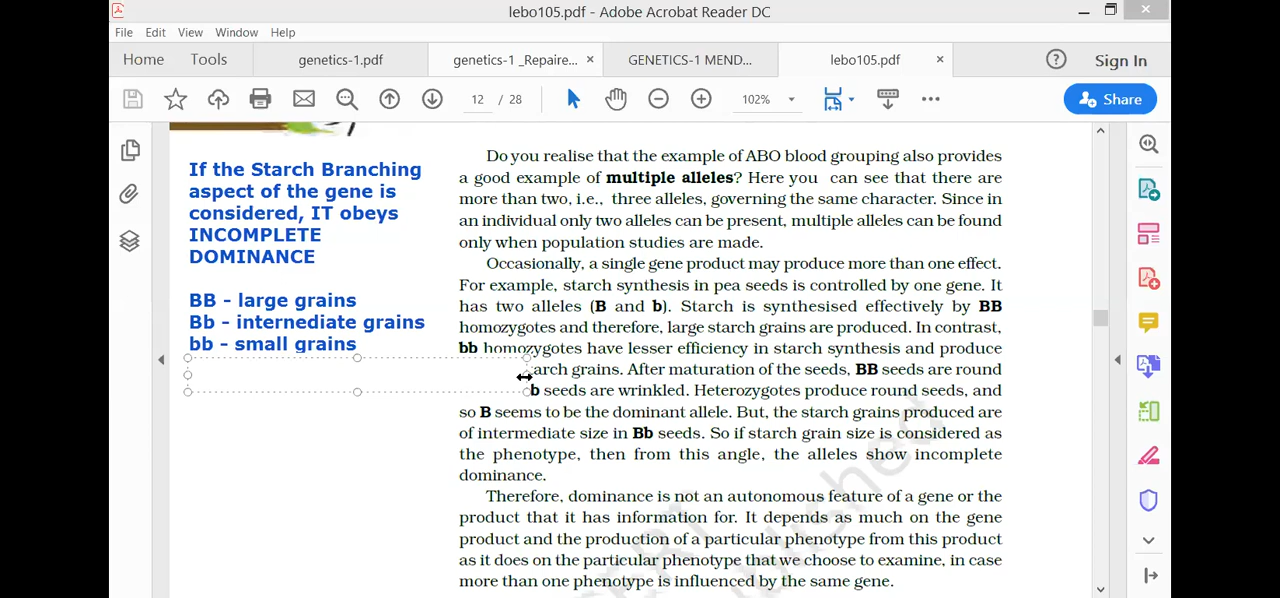 lebo105.pdf - Adobe Acrobat Reader DC
File Edit View Window Help
Home Tools genetics-1.pdf genetics-1 _Repaire... × GENETICS-1 MEND... lebo105.pdf ×
? Sign In
12 / 28 102% Share
If the Starch Branching
aspect of the gene is
considered, IT obeys
INCOMPLETE
DOMINANCE
BB - large grains
Bb - internediate grains
bb - small grains
Do you realise that the example of ABO blood grouping also provides
a good example of multiple alleles? Here you can see that there are
more than two, i.e., three alleles, governing the same character. Since in
an individual only two alleles can be present, multiple alleles can be found
only when population studies are made.
Occasionally, a single gene product may produce more than one effect.
For example, starch synthesis in pea seeds is controlled by one gene. It
has two alleles (B and b). Starch is synthesised effectively by BB
homozygotes and therefore, large starch grains are produced. In contrast,
bb homozygotes have lesser efficiency in starch synthesis and produce
arch grains. After maturation of the seeds, BB seeds are round
b seeds are wrinkled. Heterozygotes produce round seeds, and
so B seems to be the dominant allele. But, the starch grains produced are
of intermediate size in Bb seeds. So if starch grain size is considered as
the phenotype, then from this angle, the alleles show incomplete
dominance.
Therefore, dominance is not an autonomous feature of a gene or the
product that it has information for. It depends as much on the gene
product and the production of a particular phenotype from this product
as it does on the particular phenotype that we choose to examine, in case
more than one phenotype is influenced by the same gene.